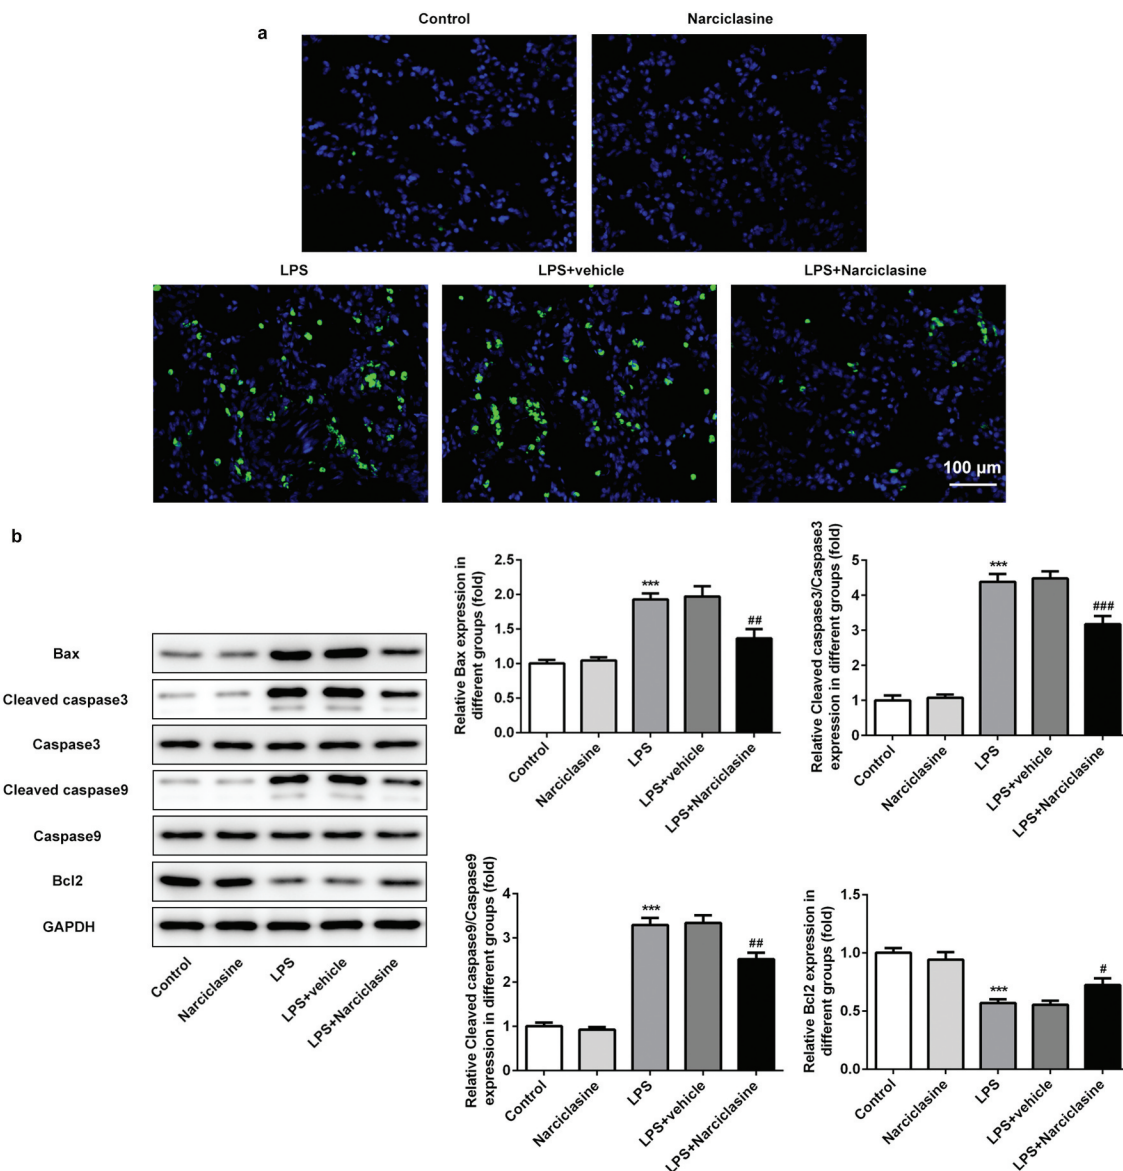 a
Control
Narciclasine
LPS
LPS+vehicle
LPS+Narciclasine
100 μm
b
Bax
Cleaved caspase3
Caspase3
Cleaved caspase9
Caspase9
Bcl2
GAPDH
Control
Narciclasine
LPS
LPS+vehicle
LPS+Narciclasine
Relative Bax expression in
different groups (fold)
2.5
2.0
1.5
1.0
0.5
0.0
***
##
Control
Narciclasine
LPS
LPS+vehicle
LPS+Narciclasine
Relative Cleaved caspase3/Caspase3
expression in different groups (fold)
5
4
3
2
1
0
***
###
Control
Narciclasine
LPS
LPS+vehicle
LPS+Narciclasine
Relative Cleaved caspase9/Caspase9
expression in different groups (fold)
4
3
2
1
0
***
##
Control
Narciclasine
LPS
LPS+vehicle
LPS+Narciclasine
Relative Bcl2 expression in
different groups (fold)
1.5
1.0
0.5
0.0
***
#
Control
Narciclasine
LPS
LPS+vehicle
LPS+Narciclasine